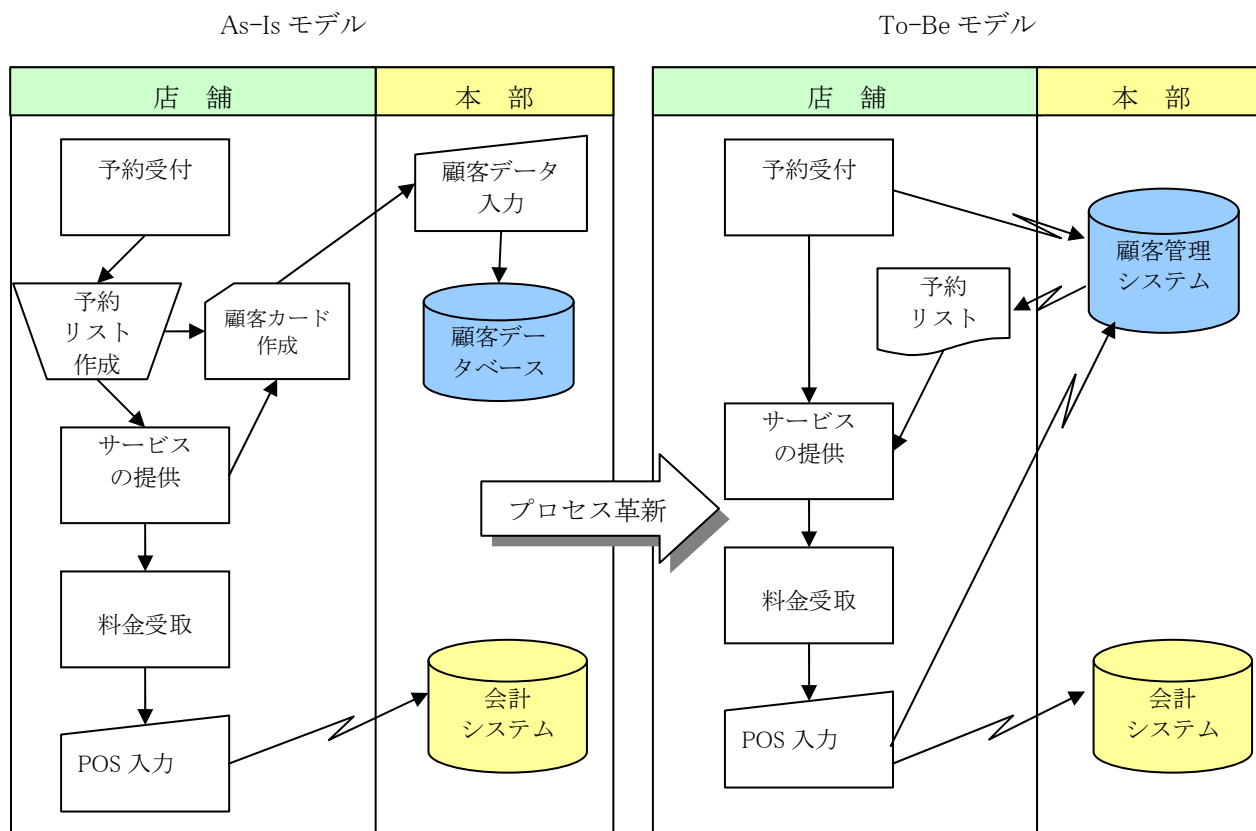 As-Is モデル
店 舗
本 部
予約受付
顧客データ
入力
予約
リスト
作成
顧客カード
作成
顧客デー
タベース
サービス
の提供
料金受取
POS 入力
会計
システム
プロセス革新
To-Be モデル
店 舗
本 部
予約受付
顧客管理
システム
予約
リスト
サービス
の提供
料金受取
POS 入力
会計
システム